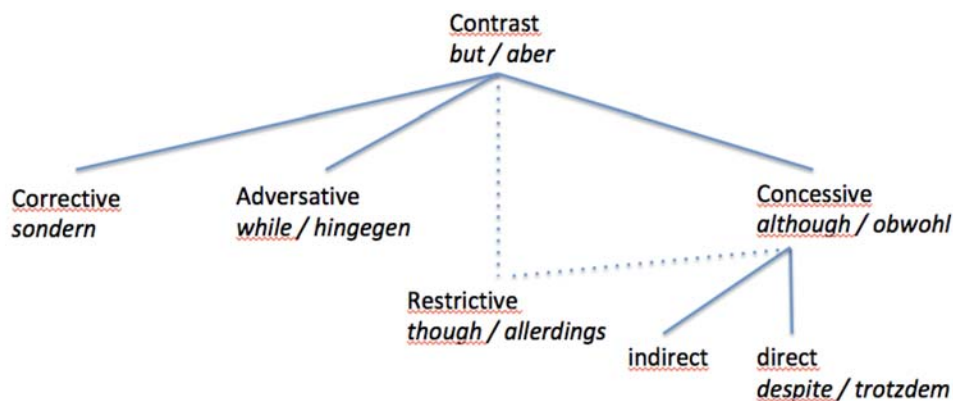 Contrast
but / aber
Corrective
sondern
Adversative
while / hingegen
Concessive
although / obwohl
Restrictive
though / allerdings
indirect
direct
despite / trotzdem